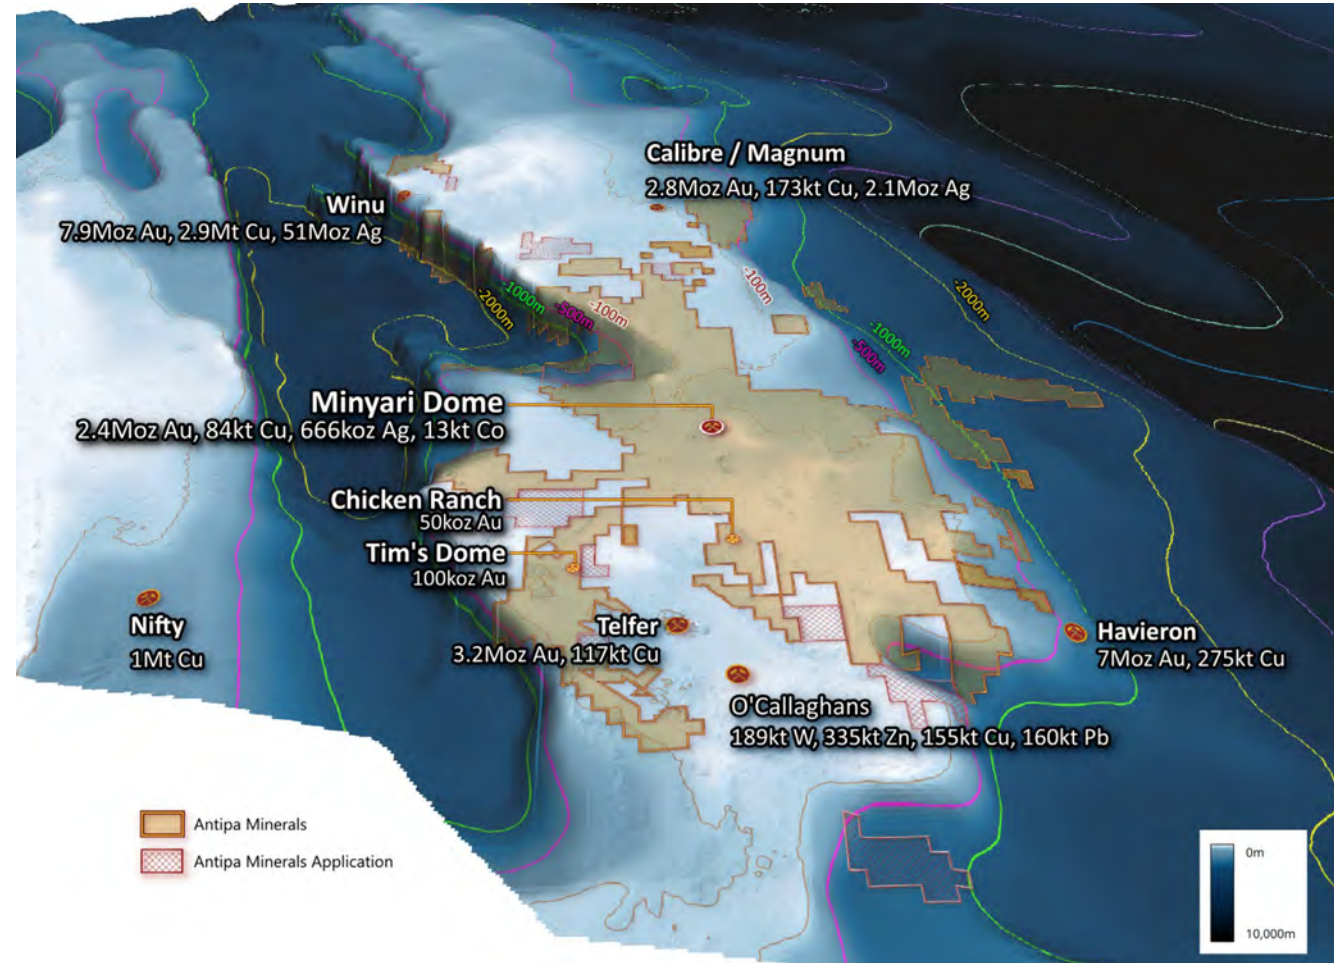 Calibre / Magnum
2.8Moz Au, 173kt Cu, 2.1Moz Ag
Winu
7.9Moz Au, 2.9Mt Cu, 51Moz Ag
-2000m
-1000m
-500m
-100m
-100m
-2000m
-1000m
-500m
Minyari Dome
2.4Moz Au, 84kt Cu, 666koz Ag, 13kt Co
Chicken Ranch
50koz Au
Tim's Dome
100koz Au
Nifty
1Mt Cu
Telfer
3.2Moz Au, 117kt Cu
Havieron
7Moz Au, 275kt Cu
O'Callaghans
189kt W, 335kt Zn, 155kt Cu, 160kt Pb
Antipa Minerals
Antipa Minerals Application
0m
10,000m